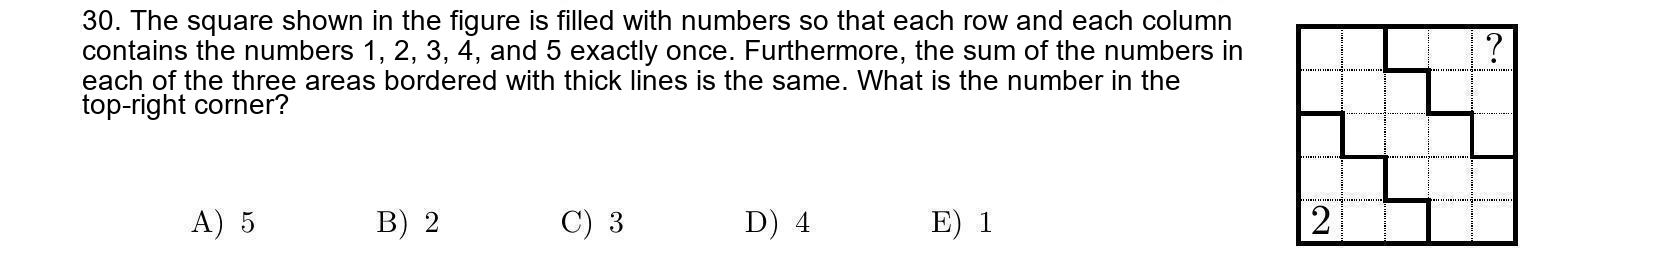 30. The square shown in the figure is filled with numbers so that each row and each column
contains the numbers 1, 2, 3, 4, and 5 exactly once. Furthermore, the sum of the numbers in
each of the three areas bordered with thick lines is the same. What is the number in the
top-right corner?
?
A) 5 B) 2 C) 3 D) 4 E) 1
2